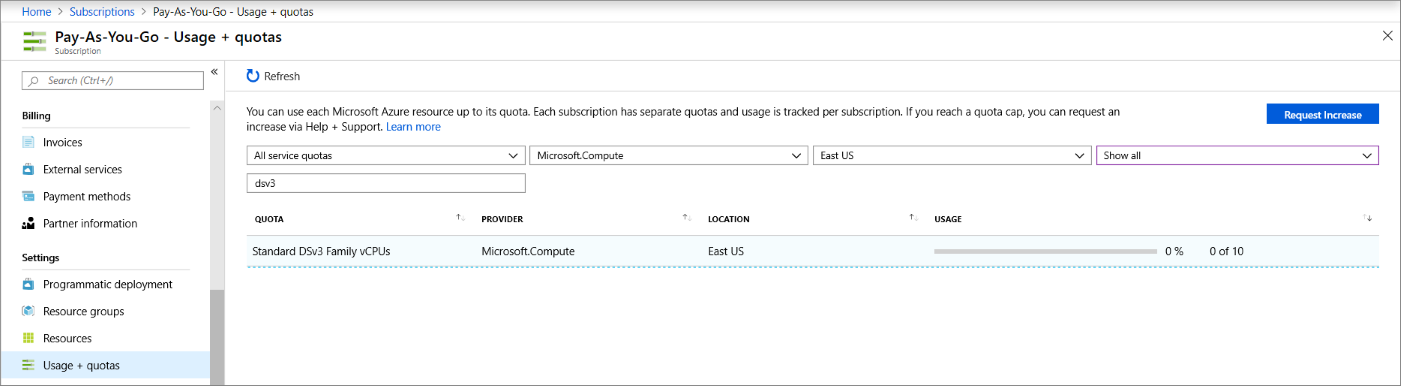 Home > Subscriptions > Pay-As-You-Go - Usage + quotas
Pay-As-You-Go - Usage + quotas
Subscription
Search (Ctrl+/)
«
Billing
Invoices
External services
Payment methods
Partner information
Settings
Programmatic deployment
Resource groups
Resources
Usage + quotas
Refresh
You can use each Microsoft Azure resource up to its quota. Each subscription has separate quotas and usage is tracked per subscription. If you reach a quota cap, you can request an
increase via Help + Support. Learn more
Request Increase
All service quotas Microsoft.Compute East US Show all
dsv3
QUOTA PROVIDER LOCATION USAGE
Standard DSv3 Family vCPUs Microsoft.Compute East US 0 % 0 of 10